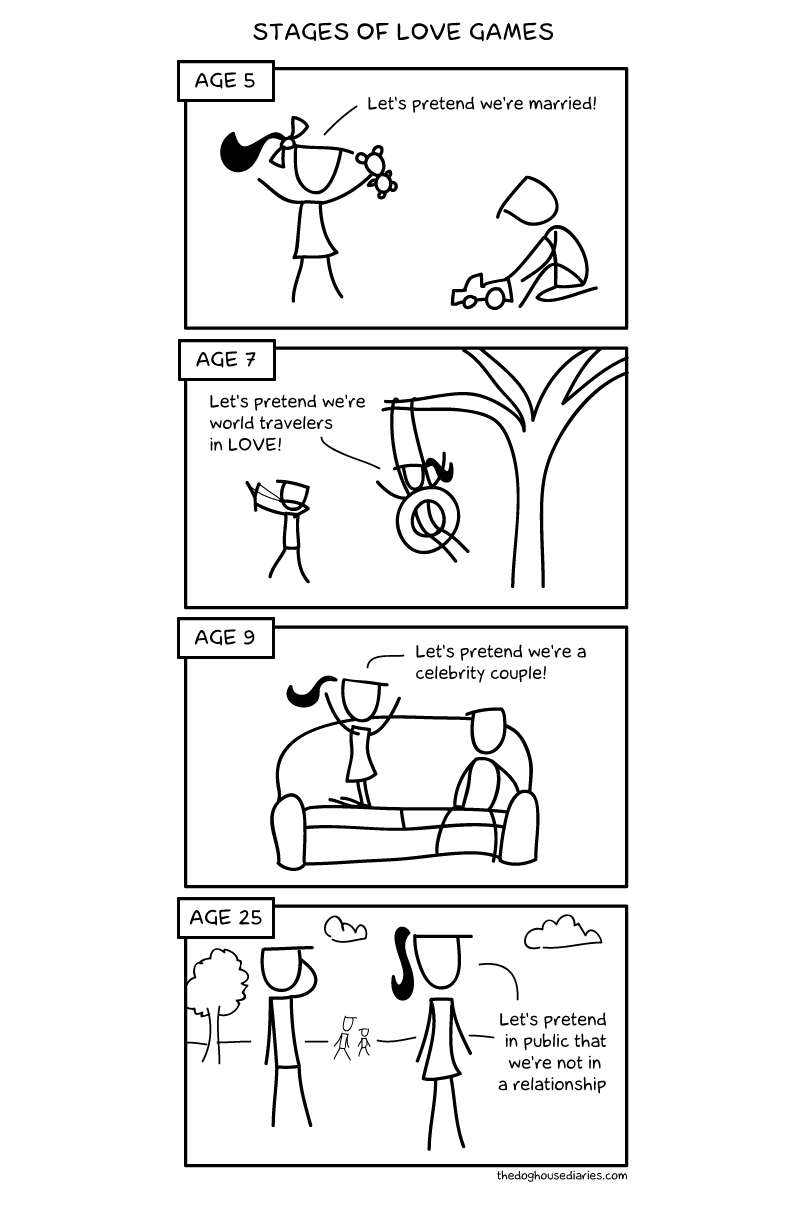 STAGES OF LOVE GAMES
AGE 5
Let's pretend we're married!
AGE 7
Let's pretend we're
world travelers
in LOVE!
AGE 9
Let's pretend we're a
celebrity couple!
AGE 25
Let's pretend
in public that
we're not in
a relationship
thedoghousediaries.com